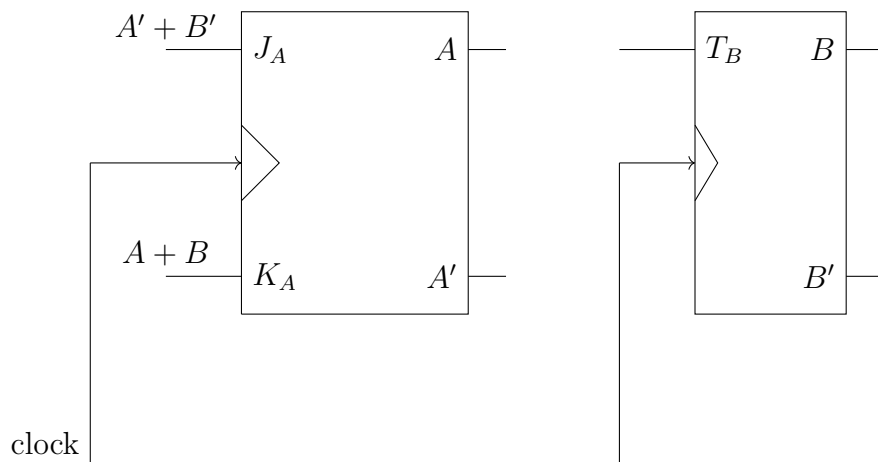 A′ + B′
J_A A T_B B
A + B
K_A A′ B′
clock